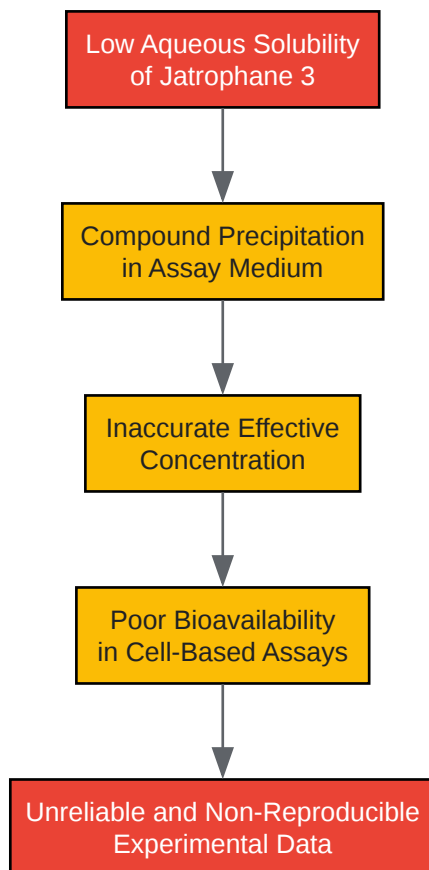 Low Aqueous Solubility
of Jatrophane 3
Compound Precipitation
in Assay Medium
Inaccurate Effective
Concentration
Poor Bioavailability
in Cell-Based Assays
Unreliable and Non-Reproducible
Experimental Data